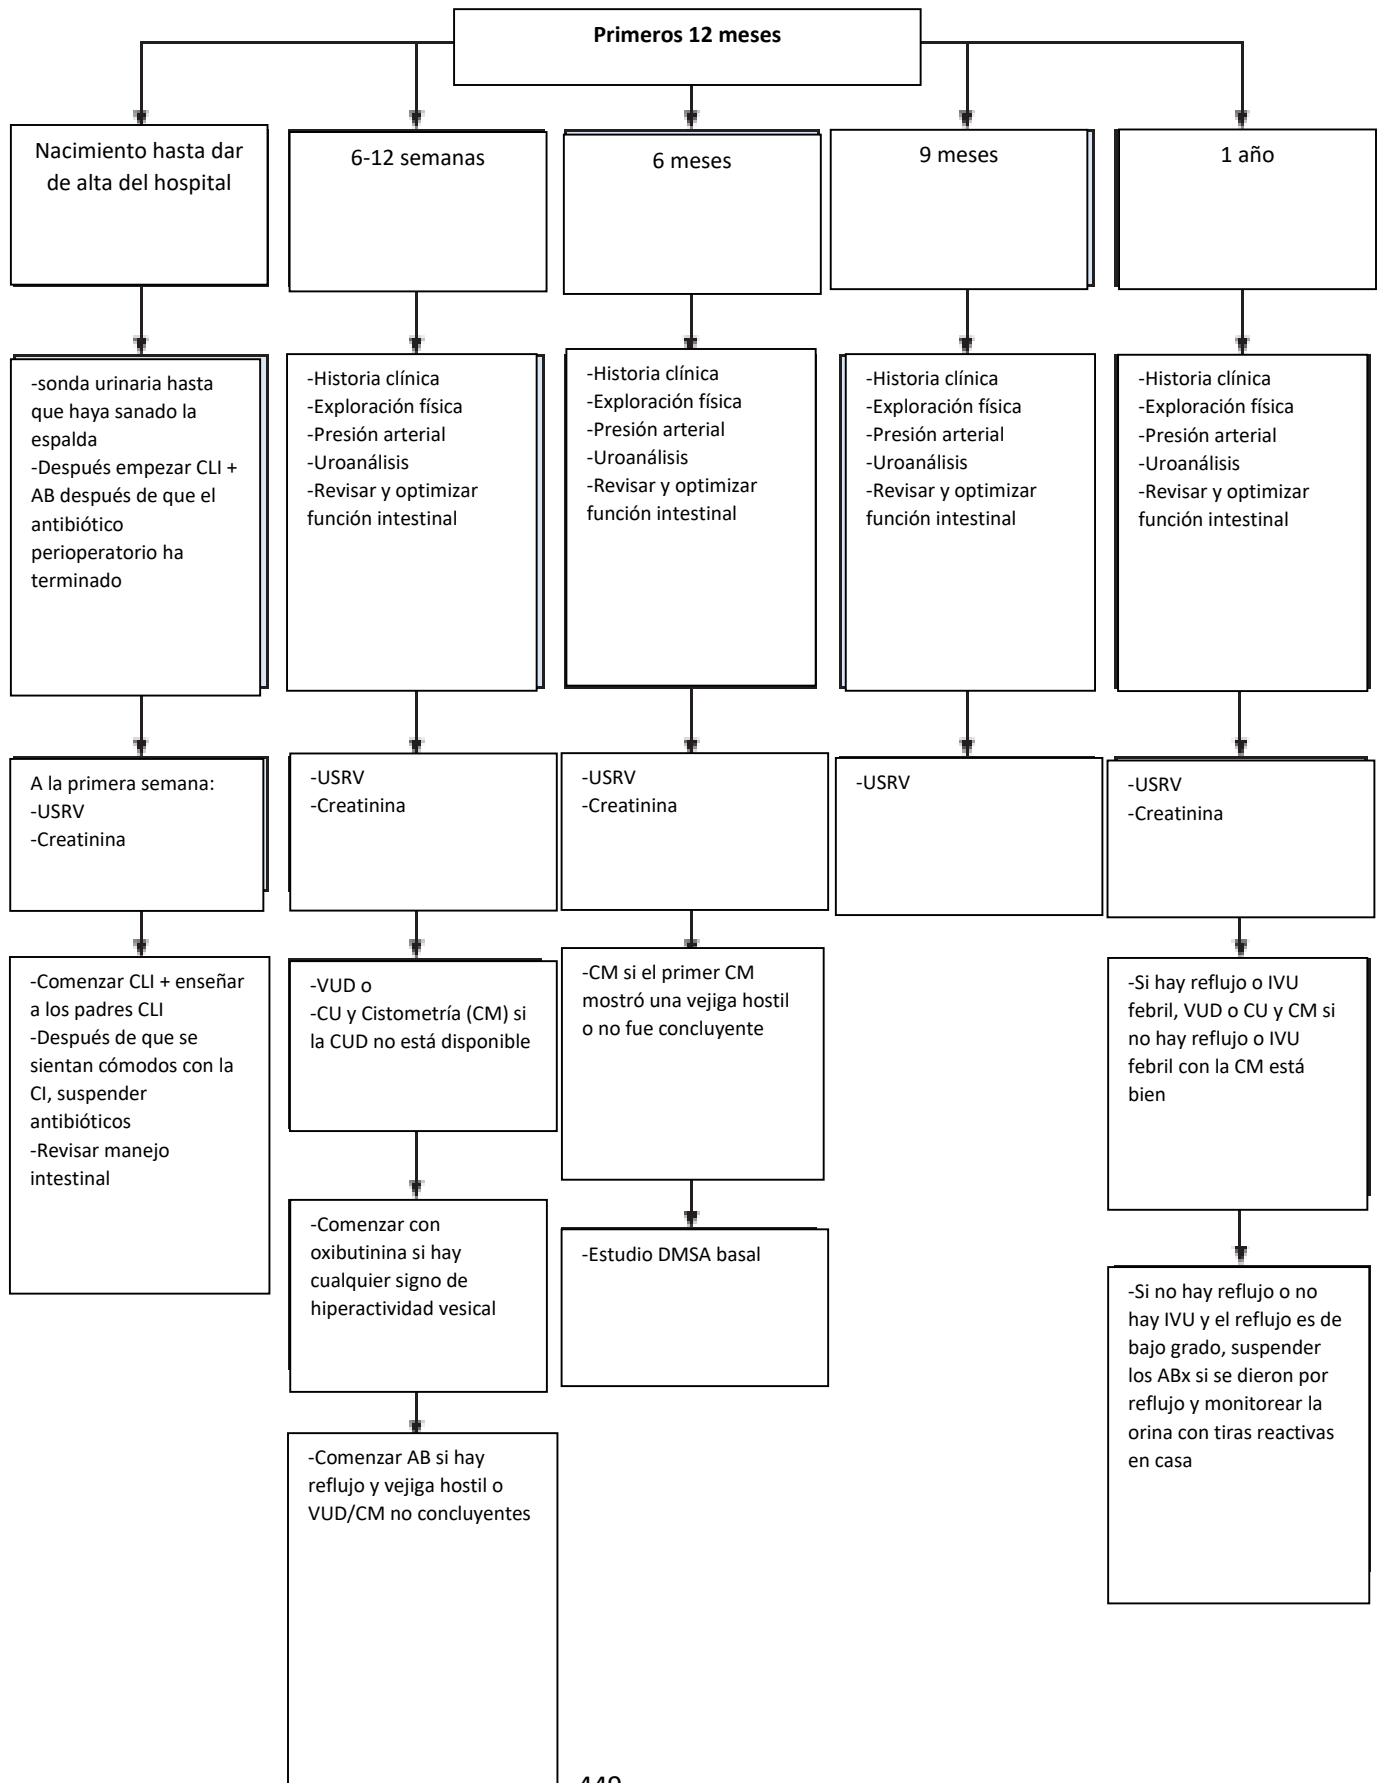 Primeros 12 meses
Nacimiento hasta dar
de alta del hospital
6-12 semanas
6 meses
9 meses
1 año
-sonda urinaria hasta
que haya sanado la
espalda
-Después empezar CLI +
AB después de que el
antibiótico
perioperatorio ha
terminado
-Historia clínica
-Exploración física
-Presión arterial
-Uroanálisis
-Revisar y optimizar
función intestinal
-Historia clínica
-Exploración física
-Presión arterial
-Uroanálisis
-Revisar y optimizar
función intestinal
-Historia clínica
-Exploración física
-Presión arterial
-Uroanálisis
-Revisar y optimizar
función intestinal
-Historia clínica
-Exploración física
-Presión arterial
-Uroanálisis
-Revisar y optimizar
función intestinal
A la primera semana:
-USRV
-Creatinina
-USRV
-Creatinina
-USRV
-Creatinina
-USRV
-USRV
-Creatinina
-Comenzar CLI + enseñar
a los padres CLI
-Después de que se
sientan cómodos con la
CI, suspender
antibióticos
-Revisar manejo
intestinal
-VUD o
-CU y Cistometría (CM) si
la CUD no está disponible
-CM si el primer CM
mostró una vejiga hostil
o no fue concluyente
-Si hay reflujo o IVU
febril, VUD o CU y CM si
no hay reflujo o IVU
febril con la CM está
bien
-Comenzar con
oxibutinina si hay
cualquier signo de
hiperactividad vesical
-Estudio DMSA basal
-Si no hay reflujo o no
hay IVU y el reflujo es de
bajo grado, suspender
los ABx si se dieron por
reflujo y monitorear la
orina con tiras reactivas
en casa
-Comenzar AB si hay
reflujo y vejiga hostil o
VUD/CM no concluyentes